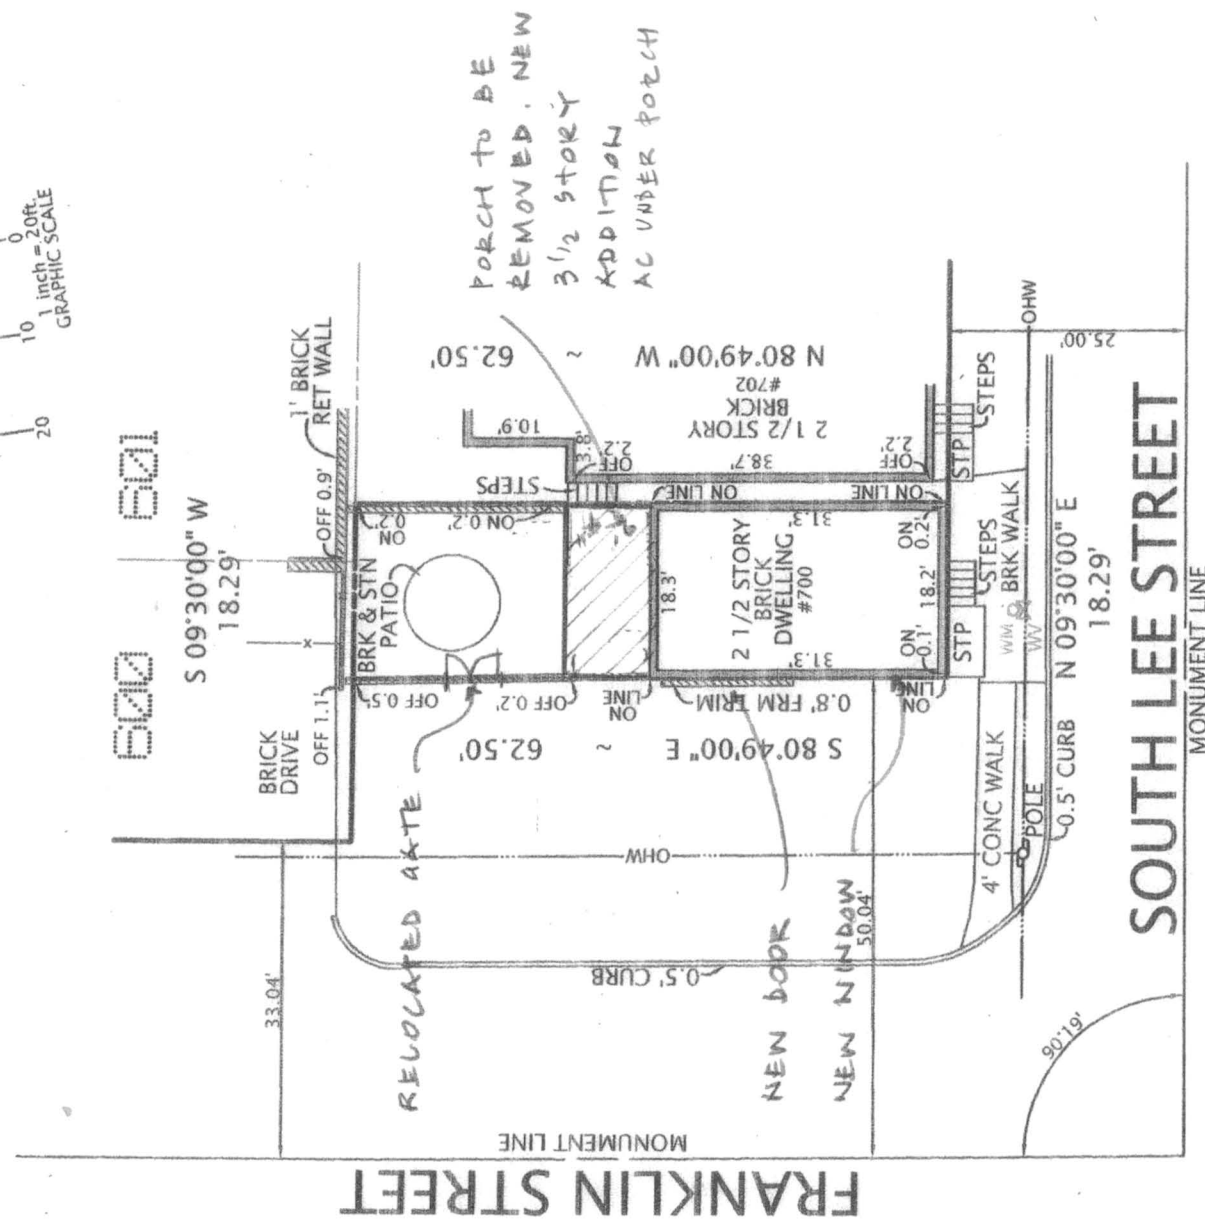 20
10
0
1 inch = 20ft.
GRAPHIC SCALE
600
601
S 09°30'00" W
18.29'
1' BRICK
RET WALL
OFF 0.9'
BRICK
DRIVE
OFF 1.1'
33.04'
PORCH TO BE
REMOVED. NEW
3 1/2 STORY
ADDITION
AC UNDER PORCH
BRK & STN
PATIO
ON
0.2'
ON 0.2'
OFF 0.5'
OFF 0.2'
ON
LINE
STEPS
10.9'
3.8'
OFF
2.2'
N 80°49'00" W ~ 62.50'
2 1/2 STORY
BRICK
#702
38.7'
OFF
2.2'
ON LINE
ON LINE
31.3'
18.3'
2 1/2 STORY
BRICK
DWELLING
#700
31.3'
ON
0.2'
18.2'
ON
0.1'
ON
LINE
0.8' FRM TRIM
S 80°49'00" E ~ 62.50'
RELOCATED GATE
NEW DOOR
NEW WINDOW
50.04'
OHW
0.5' CURB
STP
STEPS
STP
STEPS
BRK WALK
WM
W
4' CONC WALK
POLE
0.5' CURB
OHW
25.00'
N 09°30'00" E
18.29'
90°19'
MONUMENT LINE
FRANKLIN STREET
SOUTH LEE STREET
MONUMENT LINE